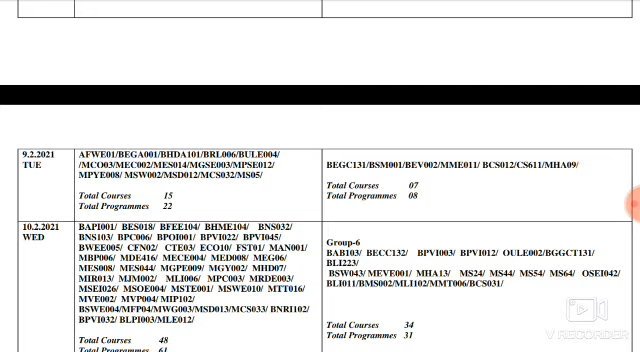 9.2.2021
TUE
AFWE01/BEGA001/BHDA101/BRL006/BULE004/
/MCO03/MEC002/MES014/MGSE003/MPSE012/
MPYE008/ MSW002/MSD012/MCS032/MS05/
Total Courses 15
Total Programmes 22
BEGC131/BSM001/BEV002/MME011/ BCS012/CS611/MHA09/
Total Courses 07
Total Programmes 08
10.2.2021
WED
BAPI001/ BES018/ BFEE104/ BHME104/ BNS032/
BNS103/ BPC006/ BPOI001/ BPVI022/ BPVI045/
BWEE005/ CFN02/ CTE03/ ECO10/ FST01/ MAN001/
MBP006/ MDE416/ MECE004/ MED008/ MEG06/
MES008/ MES044/ MGPE009/ MGY002/ MHD07/
MIR013/ MJM002/ MLI006/ MPC003/ MRDE003/
MSEI026/ MSOE004/ MSTE001/ MSWE010/ MTT016/
MVE002/ MVP004/ MIP102/
BSWE004/MFP04/MWG003/MSD013/MCS033/ BNRI102/
BPVI032/ BLPI003/MLE012/
Total Courses 48
Total Programmes 61
Group-6
BAB103/ BECC132/ BPVI003/ BPVI012/ OULE002/BGGCT131/
BLI223/
BSW043/ MEVE001/ MHA13/ MS24/ MS44/ MS54/ MS64/ OSEI042/
BLI011/BMS002/MLI102/MMT006/BCS031/
Total Courses 34
Total Programmes 31
V RECORDER